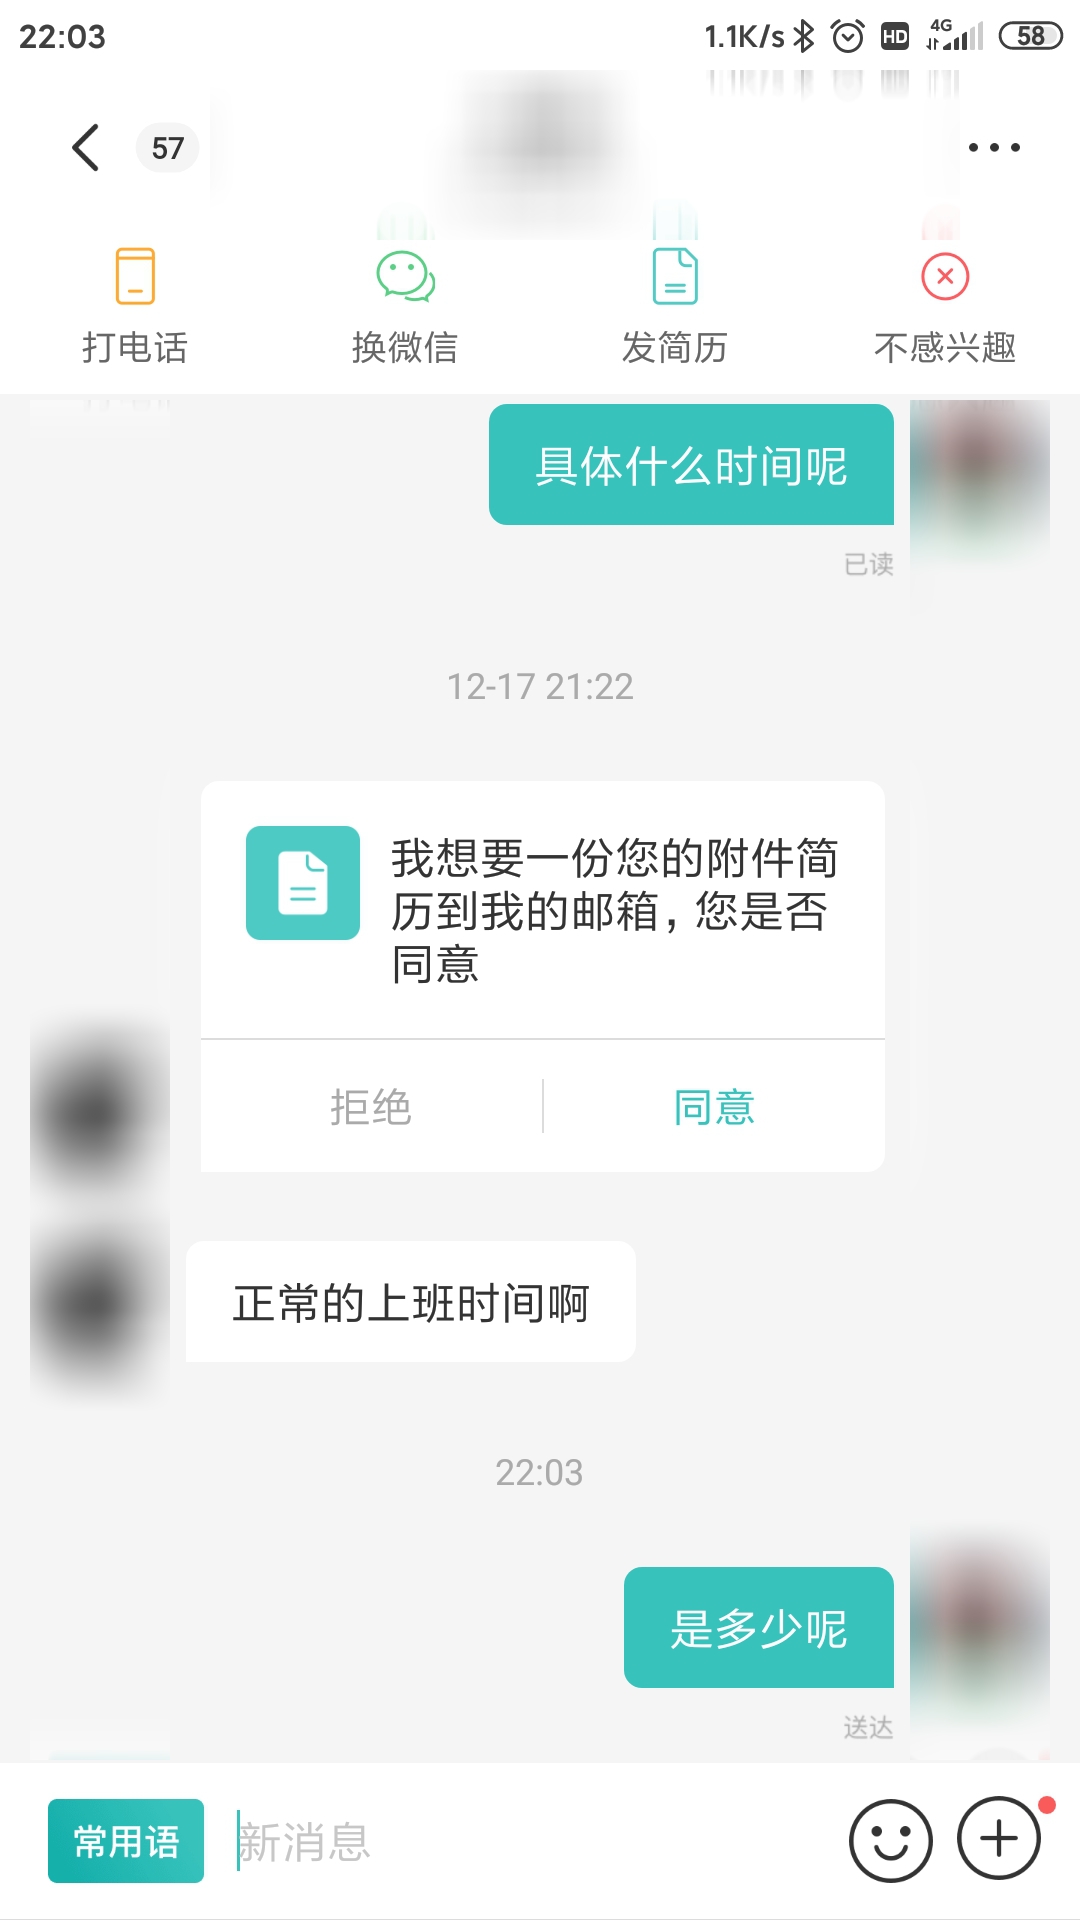 22:03
1.1K/s HD 4G 58
57
打电话 换微信 发简历 不感兴趣
具体什么时间呢
已读
12-17 21:22
我想要一份您的附件简
历到我的邮箱，您是否
同意
拒绝 同意
正常的上班时间啊
22:03
是多少呢
送达
常用语 新消息